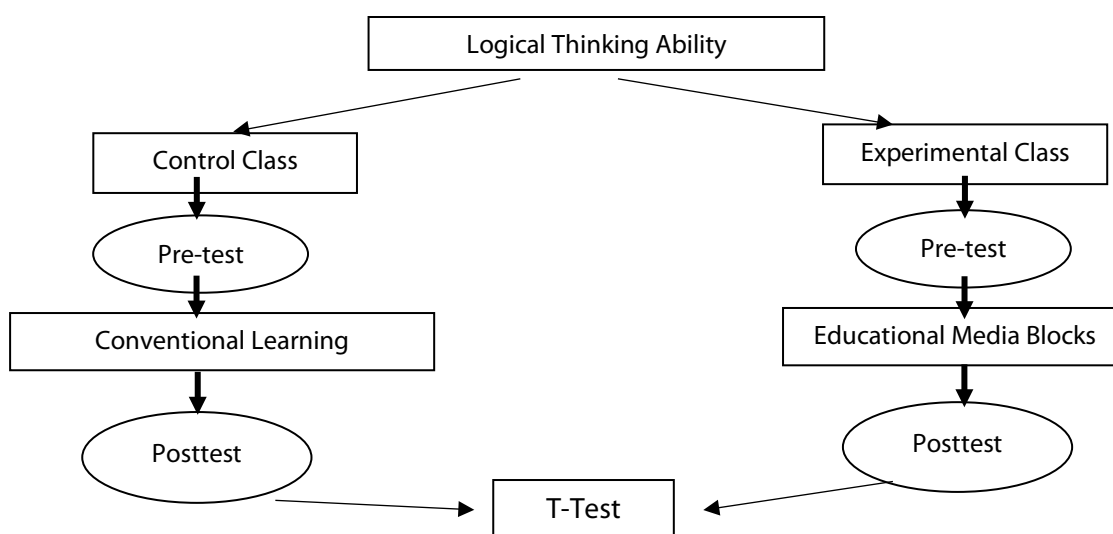 Logical Thinking Ability
Control Class
Experimental Class
Pre-test
Pre-test
Conventional Learning
Educational Media Blocks
Posttest
Posttest
T-Test